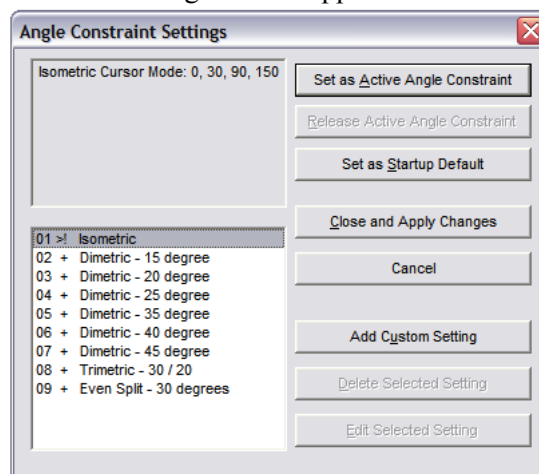 Angle Constraint Settings
Isometric Cursor Mode: 0, 30, 90, 150
Set as Active Angle Constraint
Release Active Angle Constraint
Set as Startup Default
Close and Apply Changes
Cancel
Add Custom Setting
Delete Selected Setting
Edit Selected Setting
01 >! Isometric
02 + Dimetric - 15 degree
03 + Dimetric - 20 degree
04 + Dimetric - 25 degree
05 + Dimetric - 35 degree
06 + Dimetric - 40 degree
07 + Dimetric - 45 degree
08 + Trimetric - 30 / 20
09 + Even Split - 30 degrees